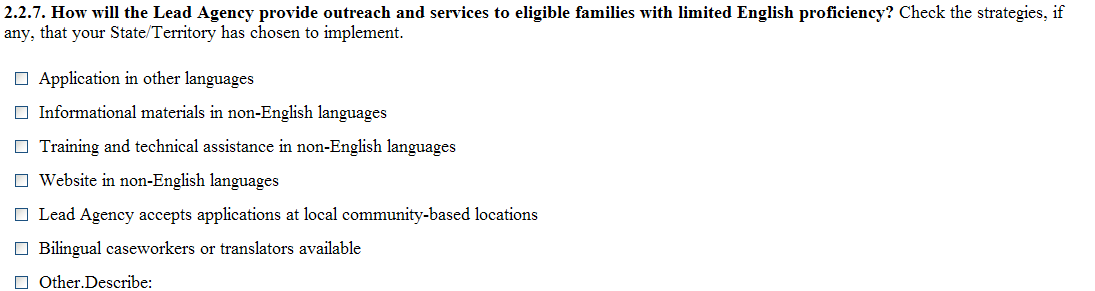 2.2.7. How will the Lead Agency provide outreach and services to eligible families with limited English proficiency? Check the strategies, if
any, that your State/Territory has chosen to implement.
Application in other languages
Informational materials in non-English languages
Training and technical assistance in non-English languages
Website in non-English languages
Lead Agency accepts applications at local community-based locations
Bilingual caseworkers or translators available
Other.Describe: